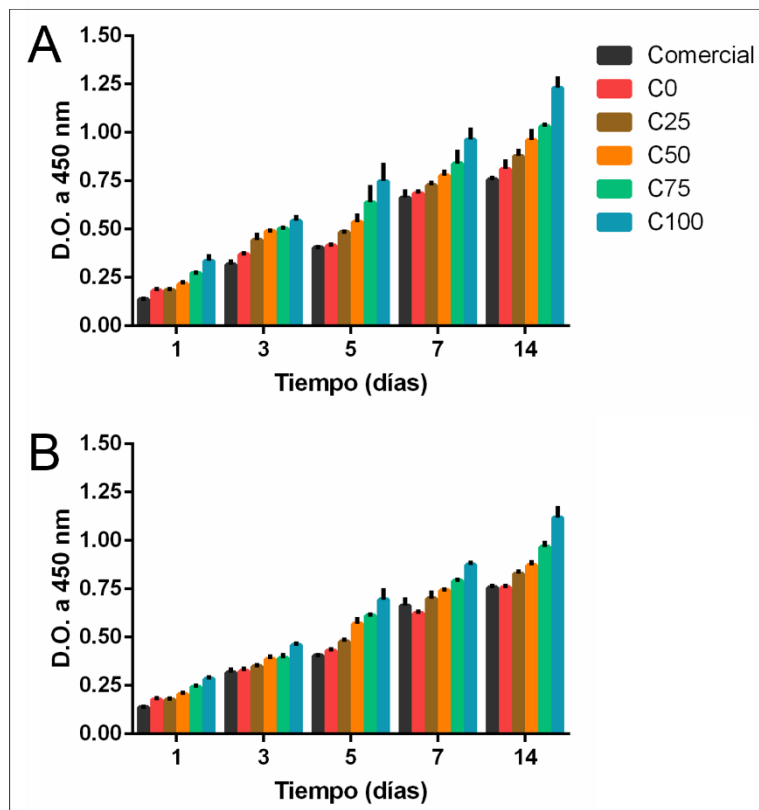 A
1.50
1.25
1.00
0.75
0.50
0.25
0.00
D.O. a 450 nm
1 3 5 7 14
Tiempo (días)
Comercial
C0
C25
C50
C75
C100
B
1.50
1.25
1.00
0.75
0.50
0.25
0.00
D.O. a 450 nm
1 3 5 7 14
Tiempo (días)